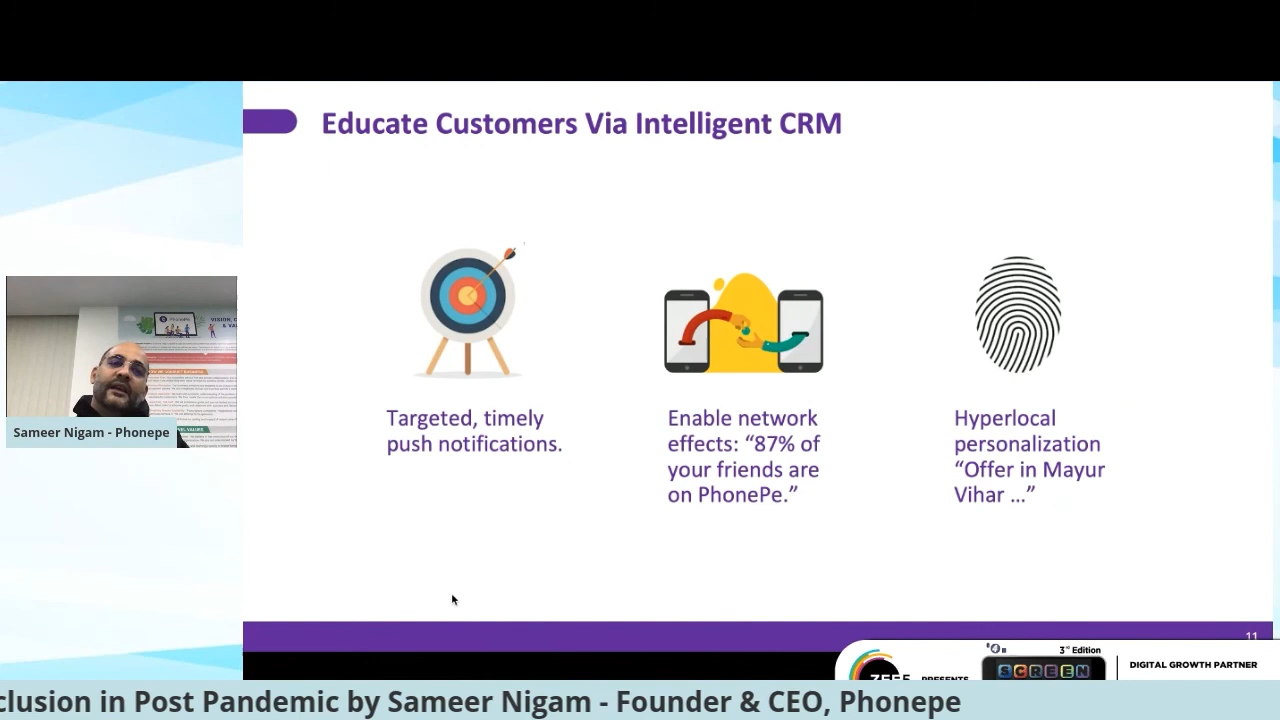 Educate Customers Via Intelligent CRM
Targeted, timely
push notifications.
Enable network
effects: “87% of
your friends are
on PhonePe.”
Hyperlocal
personalization
“Offer in Mayur
Vihar ...”
Sameer Nigam - Phonepe
11
3rd Edition
ZEE5 PRESENTS
SCREEN
DIGITAL GROWTH PARTNER
clusion in Post Pandemic by Sameer Nigam - Founder & CEO, Phonepe